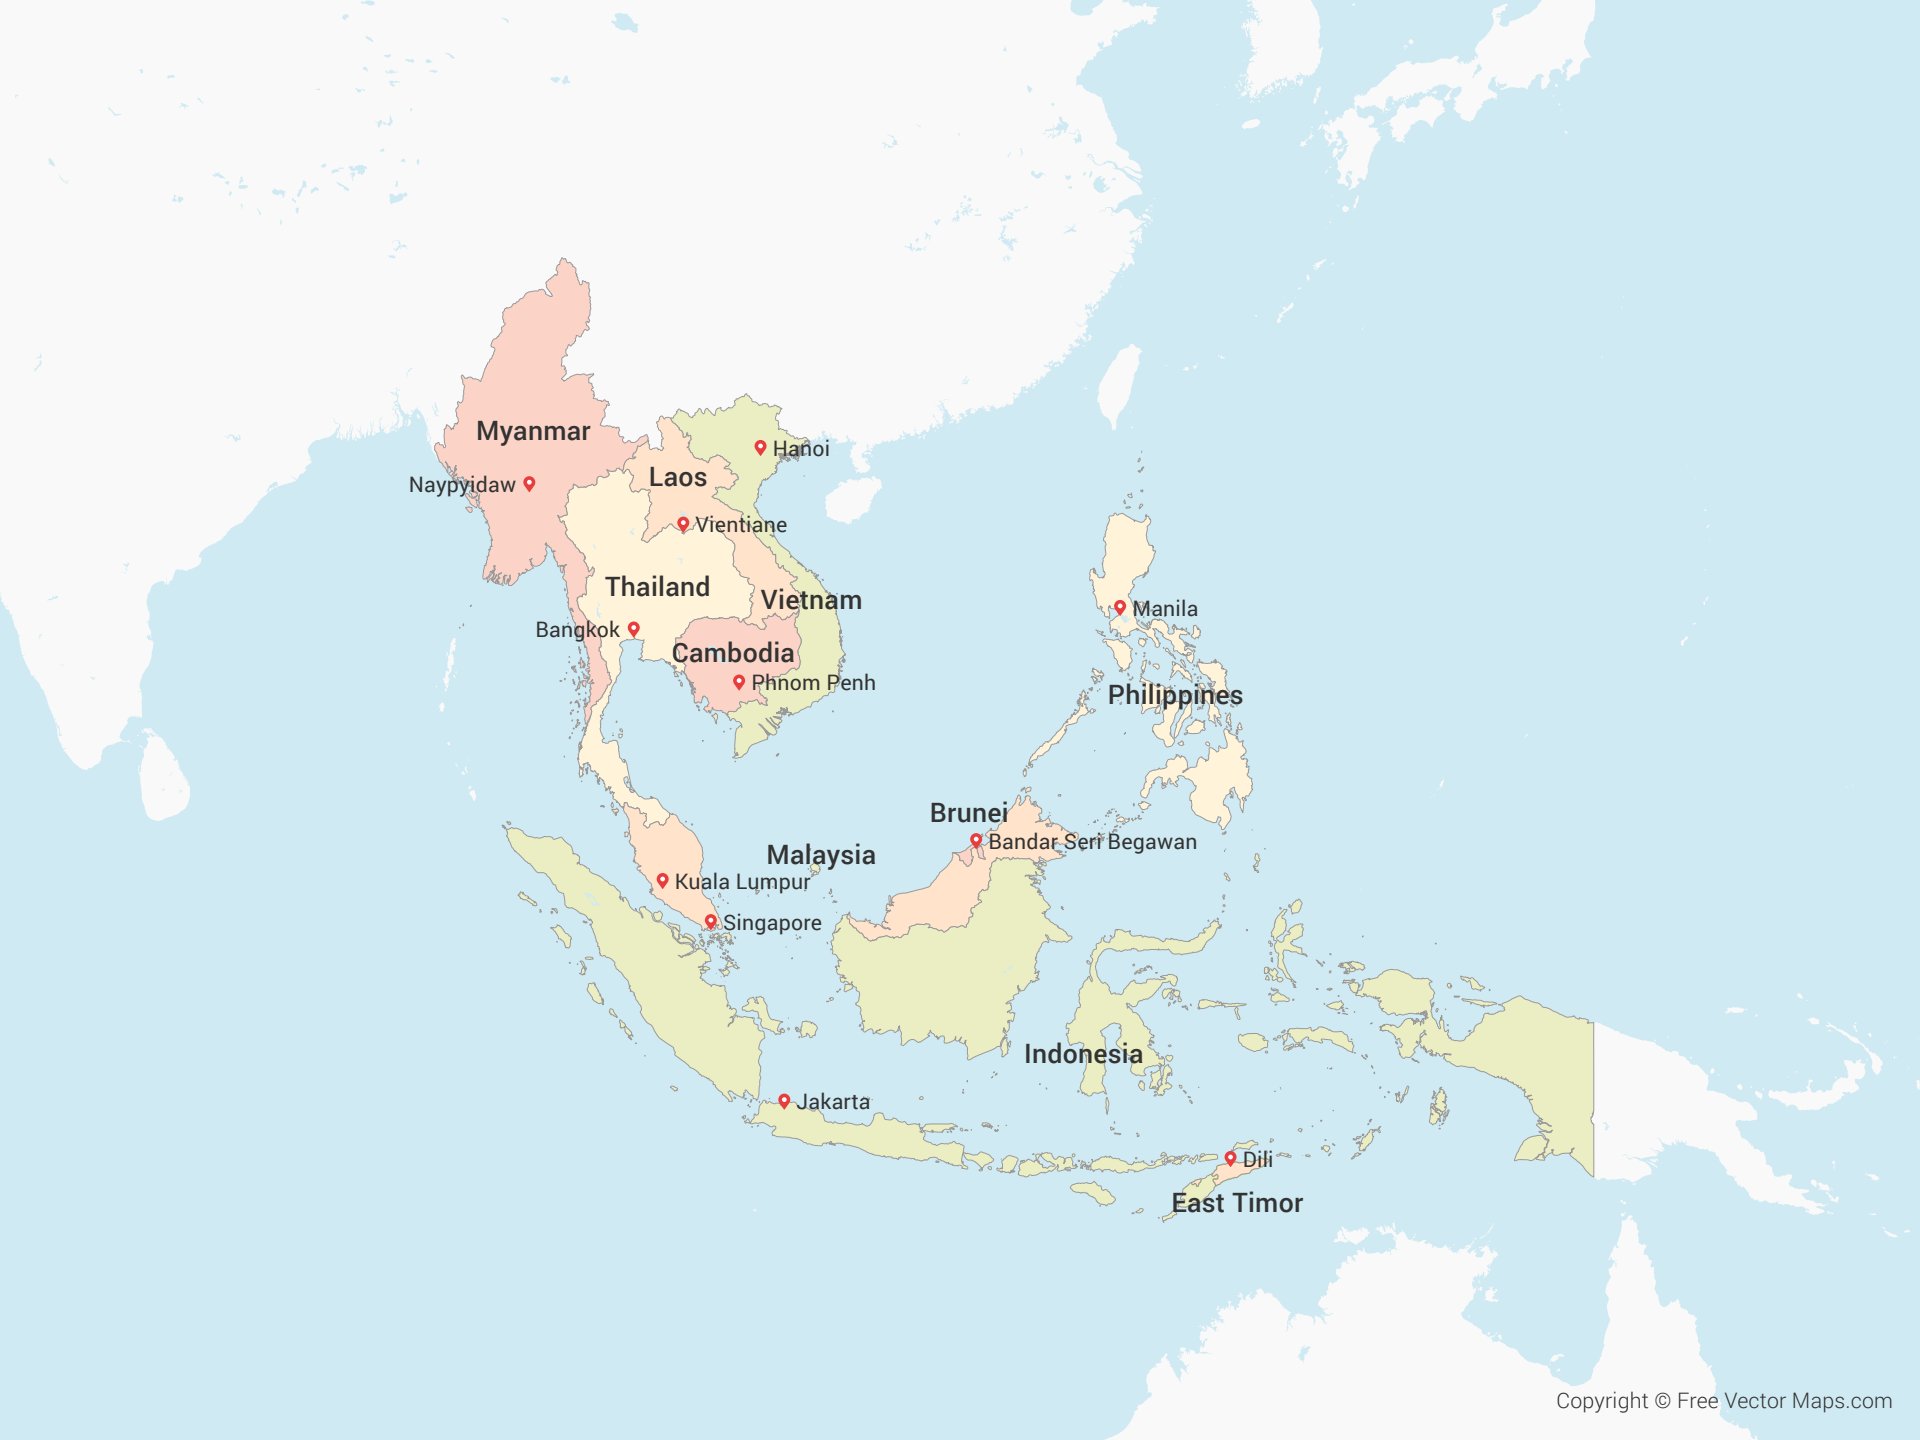 Myanmar
Hanoi
Laos
Naypyidaw
Vientiane
Thailand
Vietnam
Manila
Bangkok
Cambodia
Phnom Penh
Philippines
Brunei
Bandar Seri Begawan
Malaysia
Kuala Lumpur
Singapore
Indonesia
Jakarta
Dili
East Timor
Copyright © Free Vector Maps.com